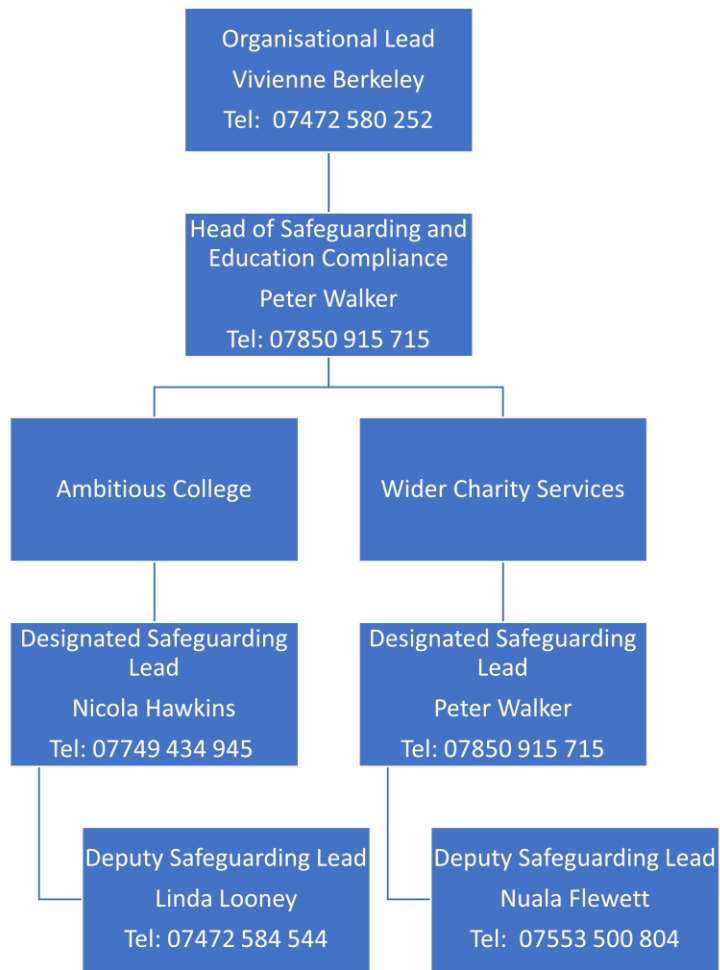 Organisational Lead
Vivienne Berkeley
Tel: 07472 580 252
Head of Safeguarding and
Education Compliance
Peter Walker
Tel: 07850 915 715
Ambitious College
Wider Charity Services
Designated Safeguarding
Lead
Nicola Hawkins
Tel: 07749 434 945
Designated Safeguarding
Lead
Peter Walker
Tel: 07850 915 715
Deputy Safeguarding Lead
Linda Looney
Tel: 07472 584 544
Deputy Safeguarding Lead
Nuala Flewett
Tel: 07553 500 804